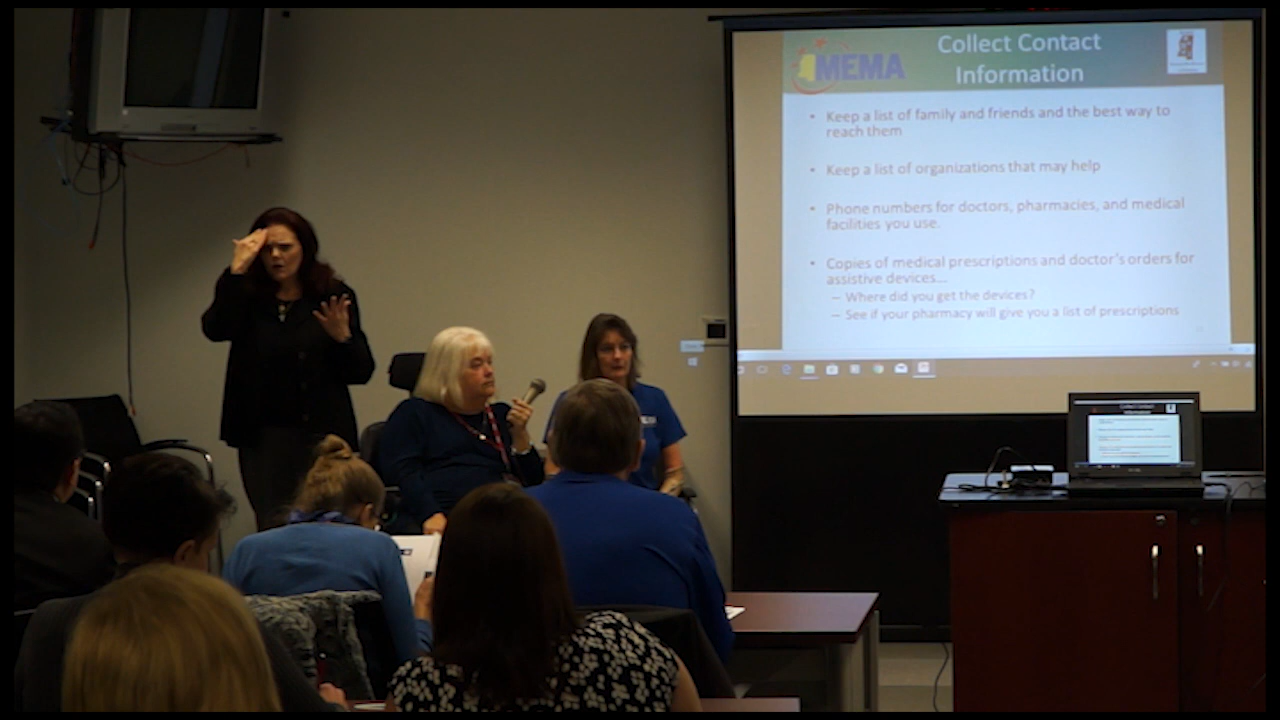 MEMA
Collect Contact
Information
• Keep a list of family and friends and the best way to
reach them
• Keep a list of organizations that may help
• Phone numbers for doctors, pharmacies, and medical
facilities you use.
• Copies of medical prescriptions and doctor's orders for
assistive devices...
– Where did you get the devices?
– See if your pharmacy will give you a list of prescriptions
Collect Contact
Information